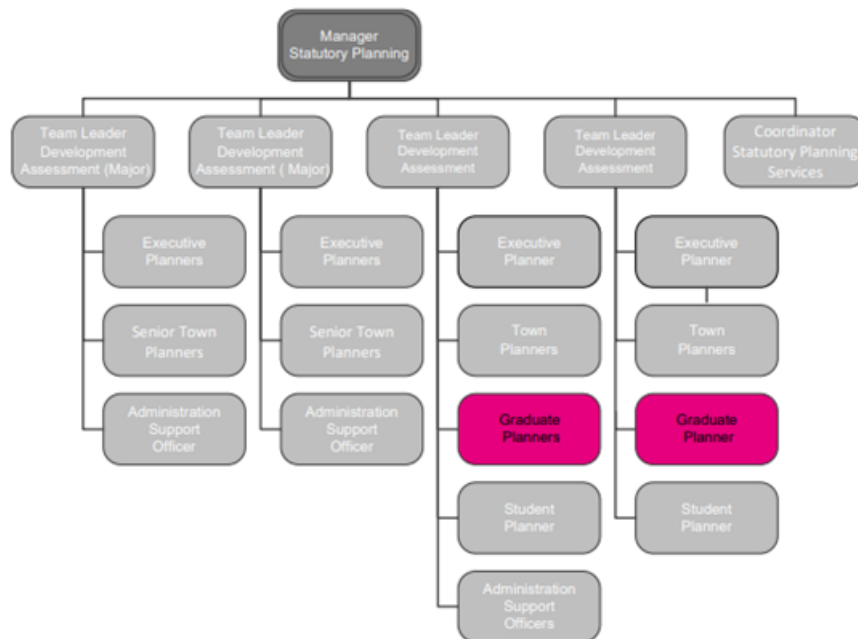 Manager
Statutory Planning
Team Leader
Development
Assessment (Major)
Team Leader
Development
Assessment ( Major)
Team Leader
Development
Assessment
Team Leader
Development
Assessment
Coordinator
Statutory Planning
Services
Executive
Planners
Executive
Planners
Executive
Planner
Executive
Planner
Senior Town
Planners
Senior Town
Planners
Town
Planners
Town
Planners
Administration
Support
Officer
Administration
Support
Officer
Graduate
Planners
Graduate
Planner
Student
Planner
Student
Planner
Administration
Support
Officers